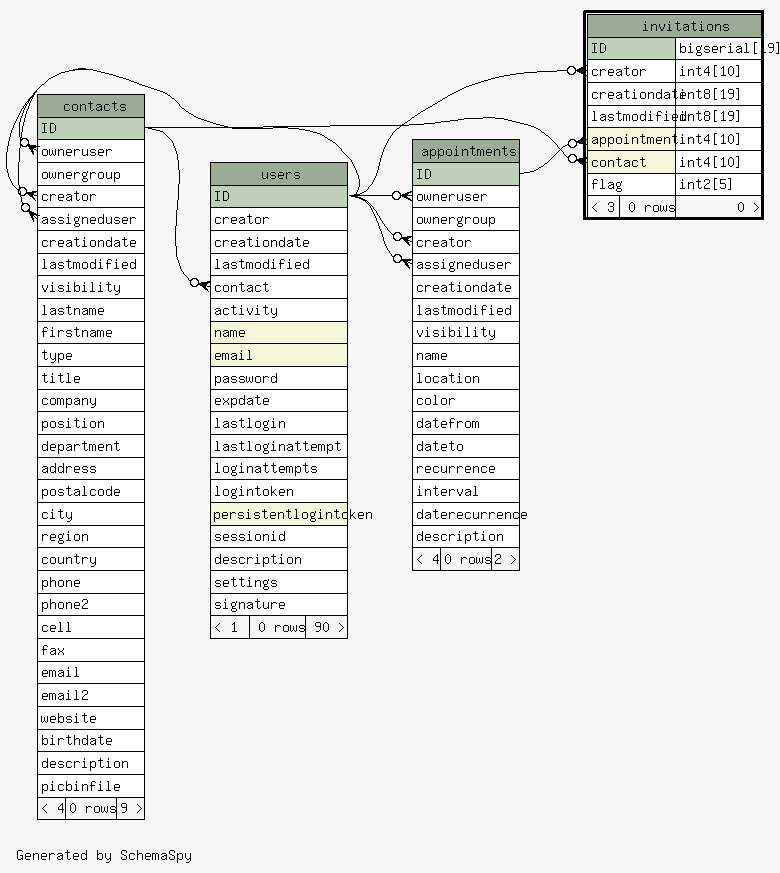 invitations
ID bigserial[19]
creator int4[10]
creationdate int8[19]
lastmodified int8[19]
appointment int4[10]
contact int4[10]
flag int2[5]
< 3 0 rows 0 >
contacts
ID
owneruser
ownergroup
creator
assigneduser
creationdate
lastmodified
visibility
lastname
firstname
type
title
company
position
department
address
postalcode
city
region
country
phone
phone2
cell
fax
email
email2
website
birthdate
description
picbinfile
< 4 0 rows 9 >
users
ID
creator
creationdate
lastmodified
contact
activity
name
email
password
expdate
lastlogin
lastloginattempt
loginattempts
logintoken
persistentlogintoken
sessionid
description
settings
signature
< 1 0 rows 90 >
appointments
ID
owneruser
ownergroup
creator
assigneduser
creationdate
lastmodified
visibility
name
location
color
datefrom
dateto
recurrence
interval
daterecurrence
description
< 4 0 rows 2 >
Generated by SchemaSpy